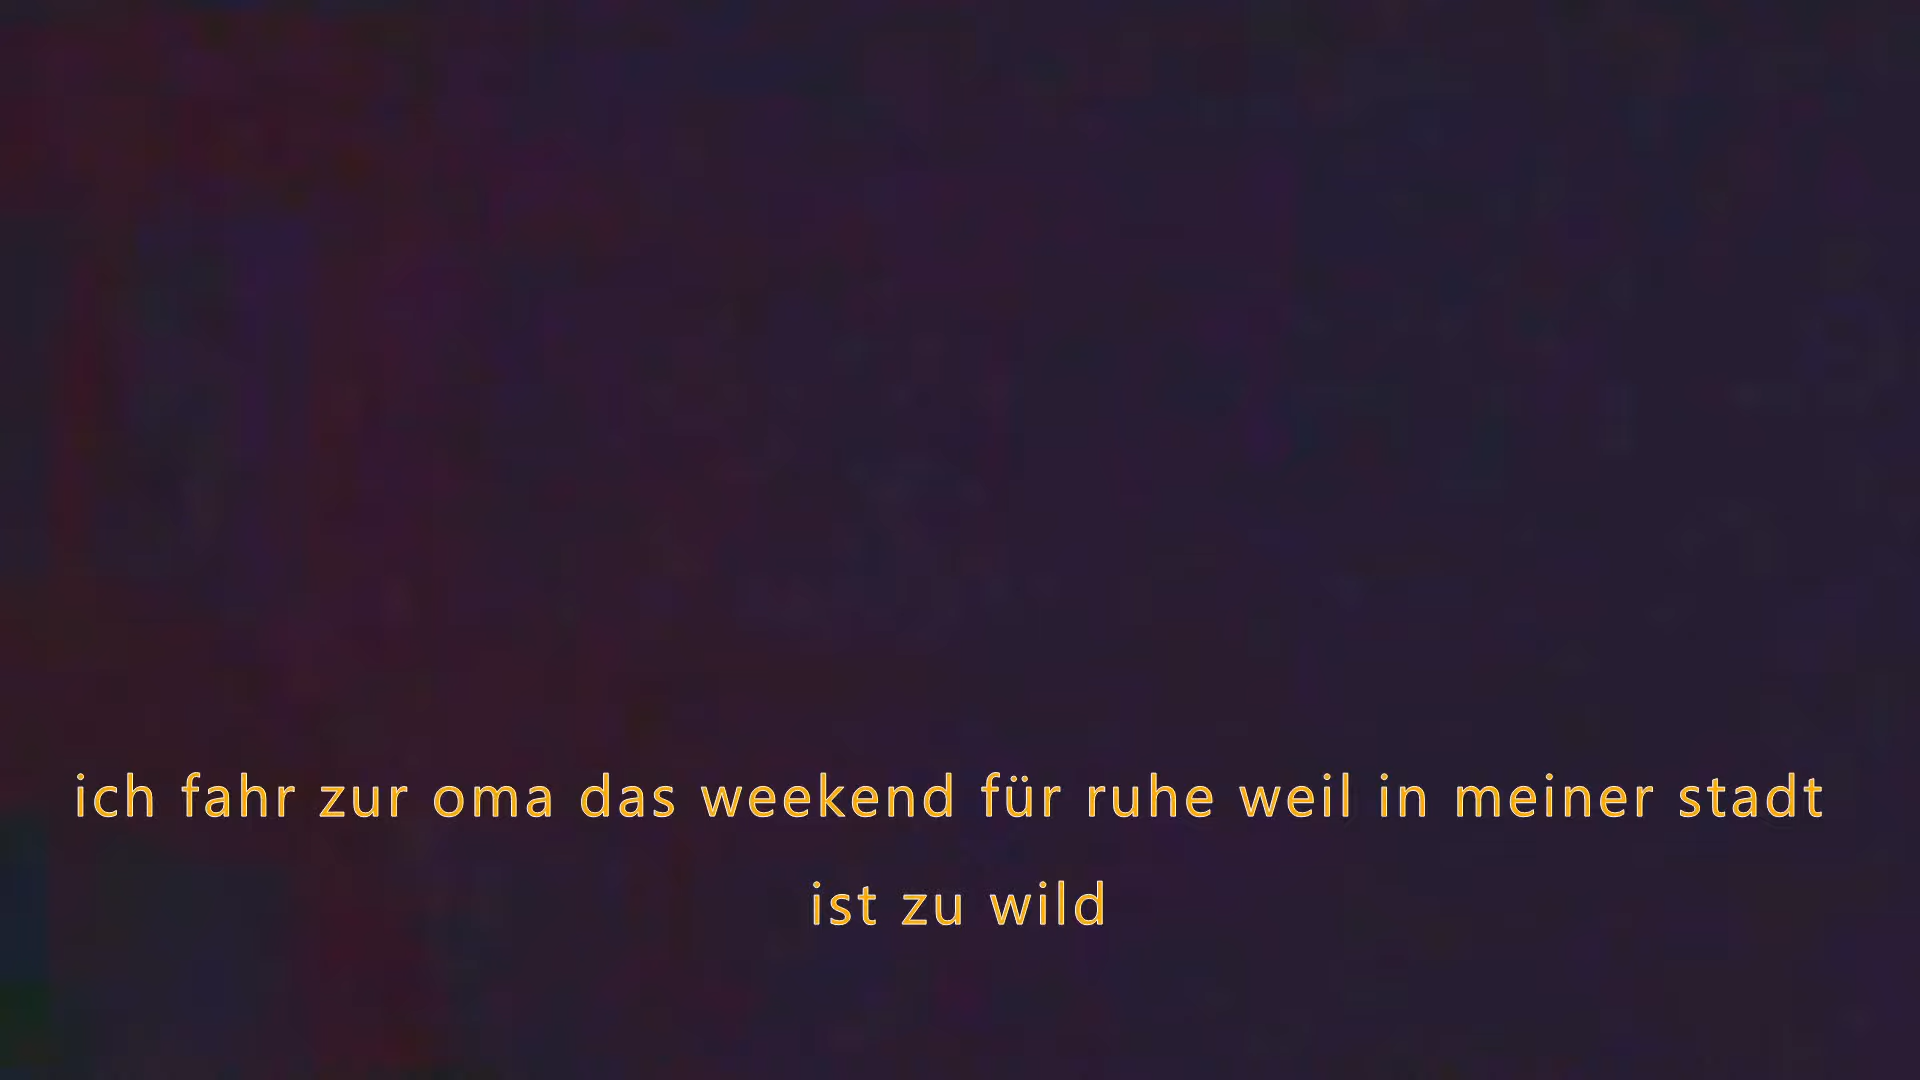 ich fahr zur oma das weekend für ruhe weil in meiner stadt
ist zu wild